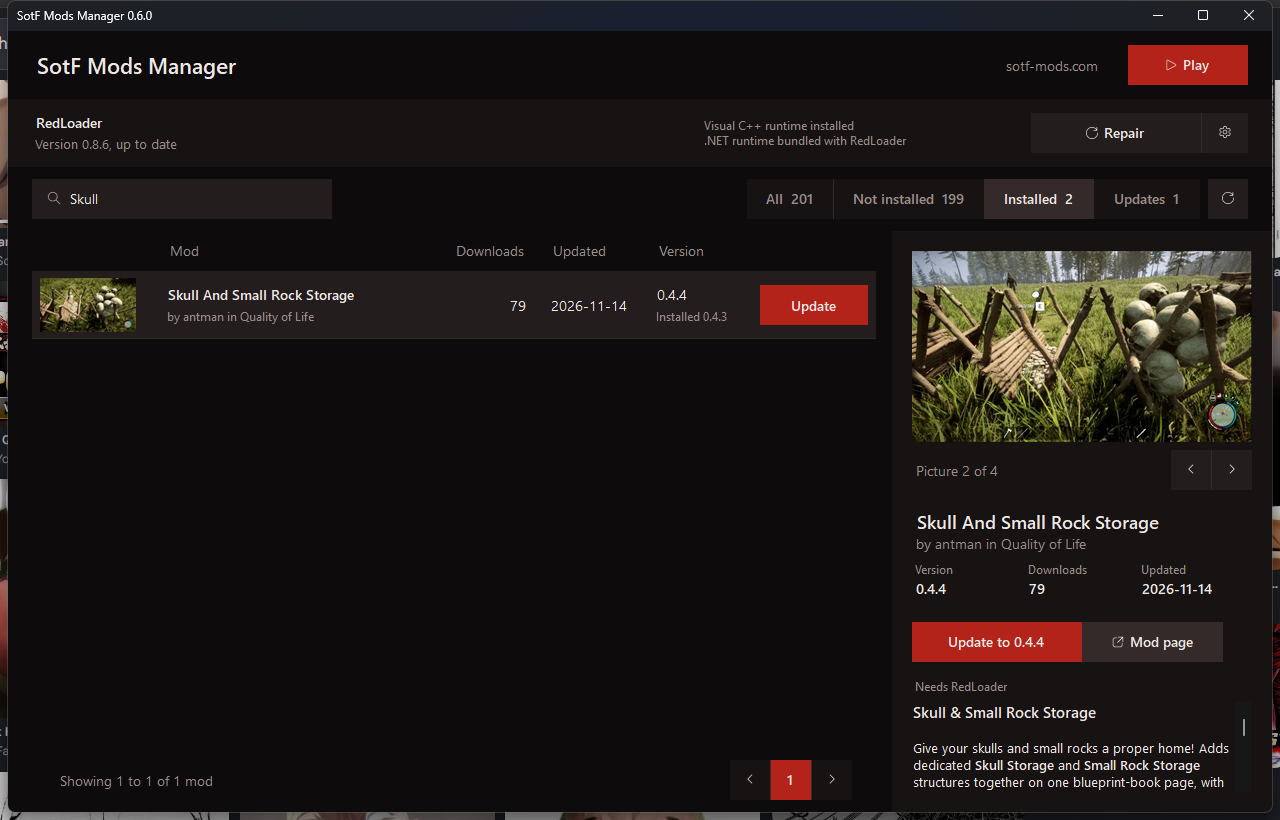 SotF Mods Manager 0.6.0
SotF Mods Manager
sotf-mods.com
Play
RedLoader
Version 0.8.6, up to date
Visual C++ runtime installed
.NET runtime bundled with RedLoader
Repair
Skull
All 201
Not installed 199
Installed 2
Updates 1
Mod
Downloads
Updated
Version
Skull And Small Rock Storage
by antman in Quality of Life
79
2026-11-14
0.4.4
Installed 0.4.3
Update
Picture 2 of 4
Skull And Small Rock Storage
by antman in Quality of Life
Version
Downloads
Updated
0.4.4
79
2026-11-14
Update to 0.4.4
Mod page
Needs RedLoader
Skull & Small Rock Storage
Give your skulls and small rocks a proper home! Adds
dedicated Skull Storage and Small Rock Storage
structures together on one blueprint-book page, with
Showing 1 to 1 of 1 mod
1